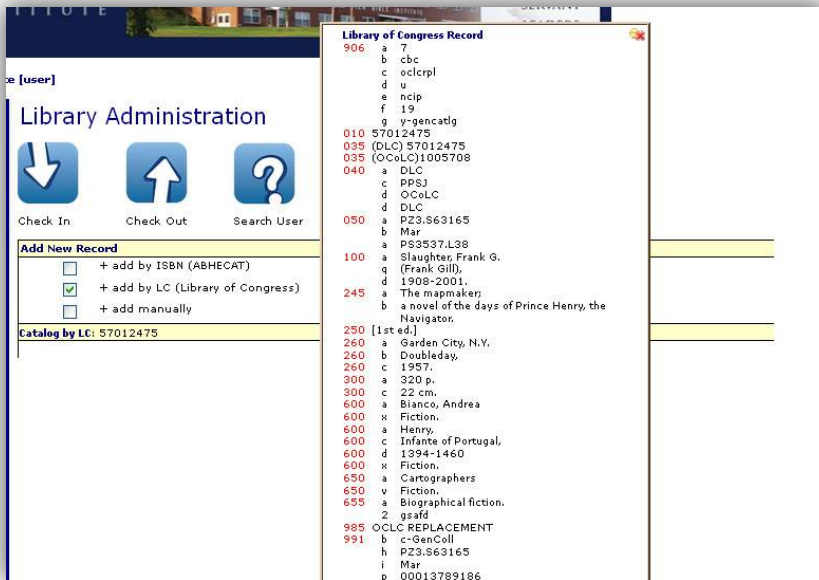 TITUTE
SERVANT
LEADERS
e [user]
Library Administration
Check In
Check Out
Search User
Add New Record
+ add by ISBN (ABHECAT)
+ add by LC (Library of Congress)
+ add manually
Catalog by LC: 57012475
Library of Congress Record
906 a 7
b cbc
c oclcrpl
d u
e ncip
f 19
g y-gencatlg
010 57012475
035 (DLC) 57012475
035 (OCoLC)1005708
040 a DLC
c PPSJ
d OCoLC
d DLC
050 a PZ3.S63165
b Mar
a PS3537.L38
100 a Slaughter, Frank G.
q (Frank Gill),
d 1908-2001.
245 a The mapmaker;
b a novel of the days of Prince Henry, the
Navigator.
250 [1st ed.]
260 a Garden City, N.Y.
260 b Doubleday,
260 c 1957.
300 a 320 p.
300 c 22 cm.
600 a Bianco, Andrea
600 x Fiction.
600 a Henry,
600 c Infante of Portugal,
600 d 1394-1460
600 x Fiction.
650 a Cartographers
650 v Fiction.
655 a Biographical fiction.
2 gsafd
985 OCLC REPLACEMENT
991 b c-GenColl
h PZ3.S63165
i Mar
p 00013789186